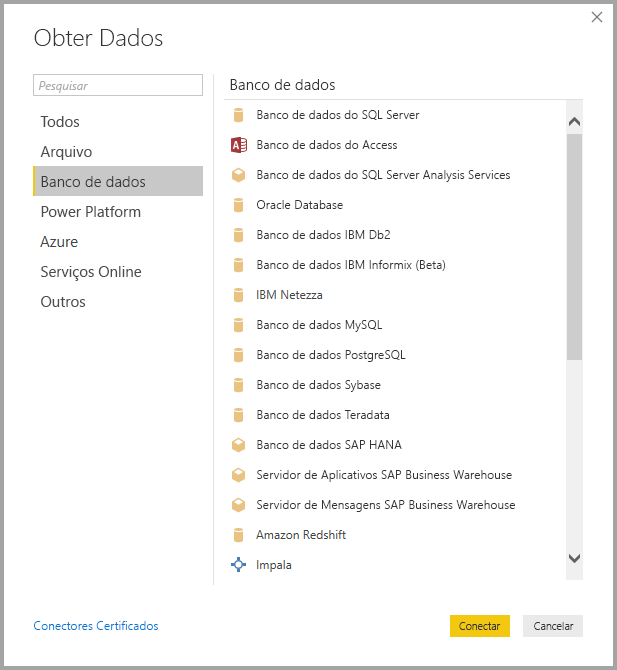 Obter Dados
Pesquisar
Todos
Arquivo
Banco de dados
Power Platform
Azure
Serviços Online
Outros
Banco de dados
Banco de dados do SQL Server
Banco de dados do Access
Banco de dados do SQL Server Analysis Services
Oracle Database
Banco de dados IBM Db2
Banco de dados IBM Informix (Beta)
IBM Netezza
Banco de dados MySQL
Banco de dados PostgreSQL
Banco de dados Sybase
Banco de dados Teradata
Banco de dados SAP HANA
Servidor de Aplicativos SAP Business Warehouse
Servidor de Mensagens SAP Business Warehouse
Amazon Redshift
Impala
Conectores Certificados
Conectar
Cancelar